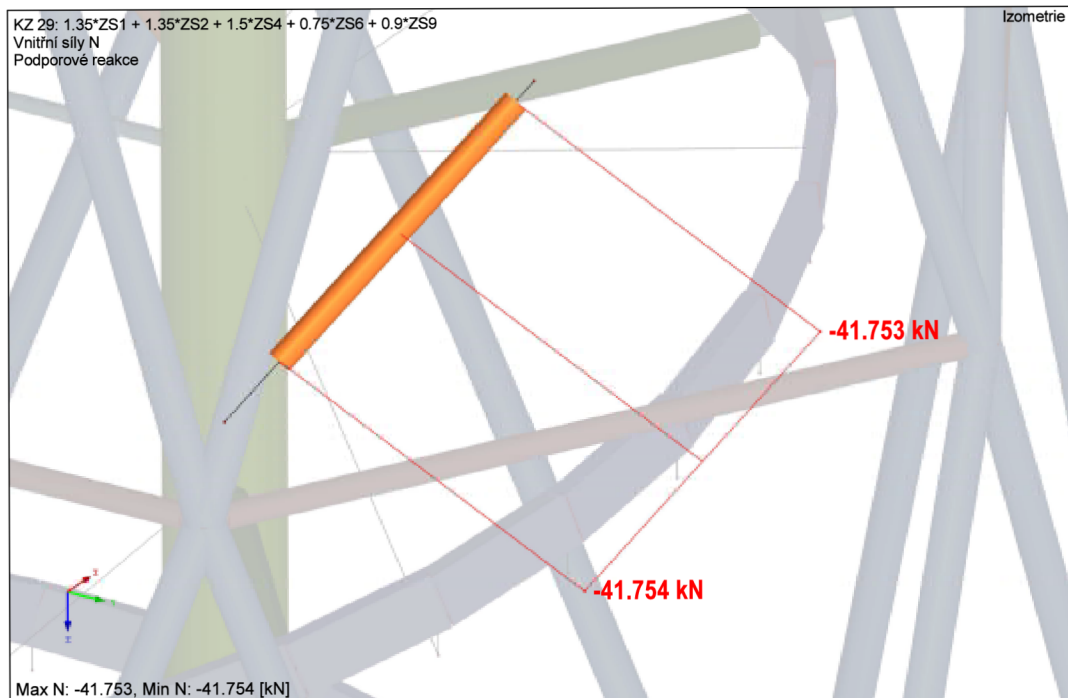 KZ 29: 1.35*ZS1 + 1.35*ZS2 + 1.5*ZS4 + 0.75*ZS6 + 0.9*ZS9
Izometrie
Vnitřní síly N
Podporové reakce
-41.753 kN
-41.754 kN
Max N: -41.753, Min N: -41.754 [kN]